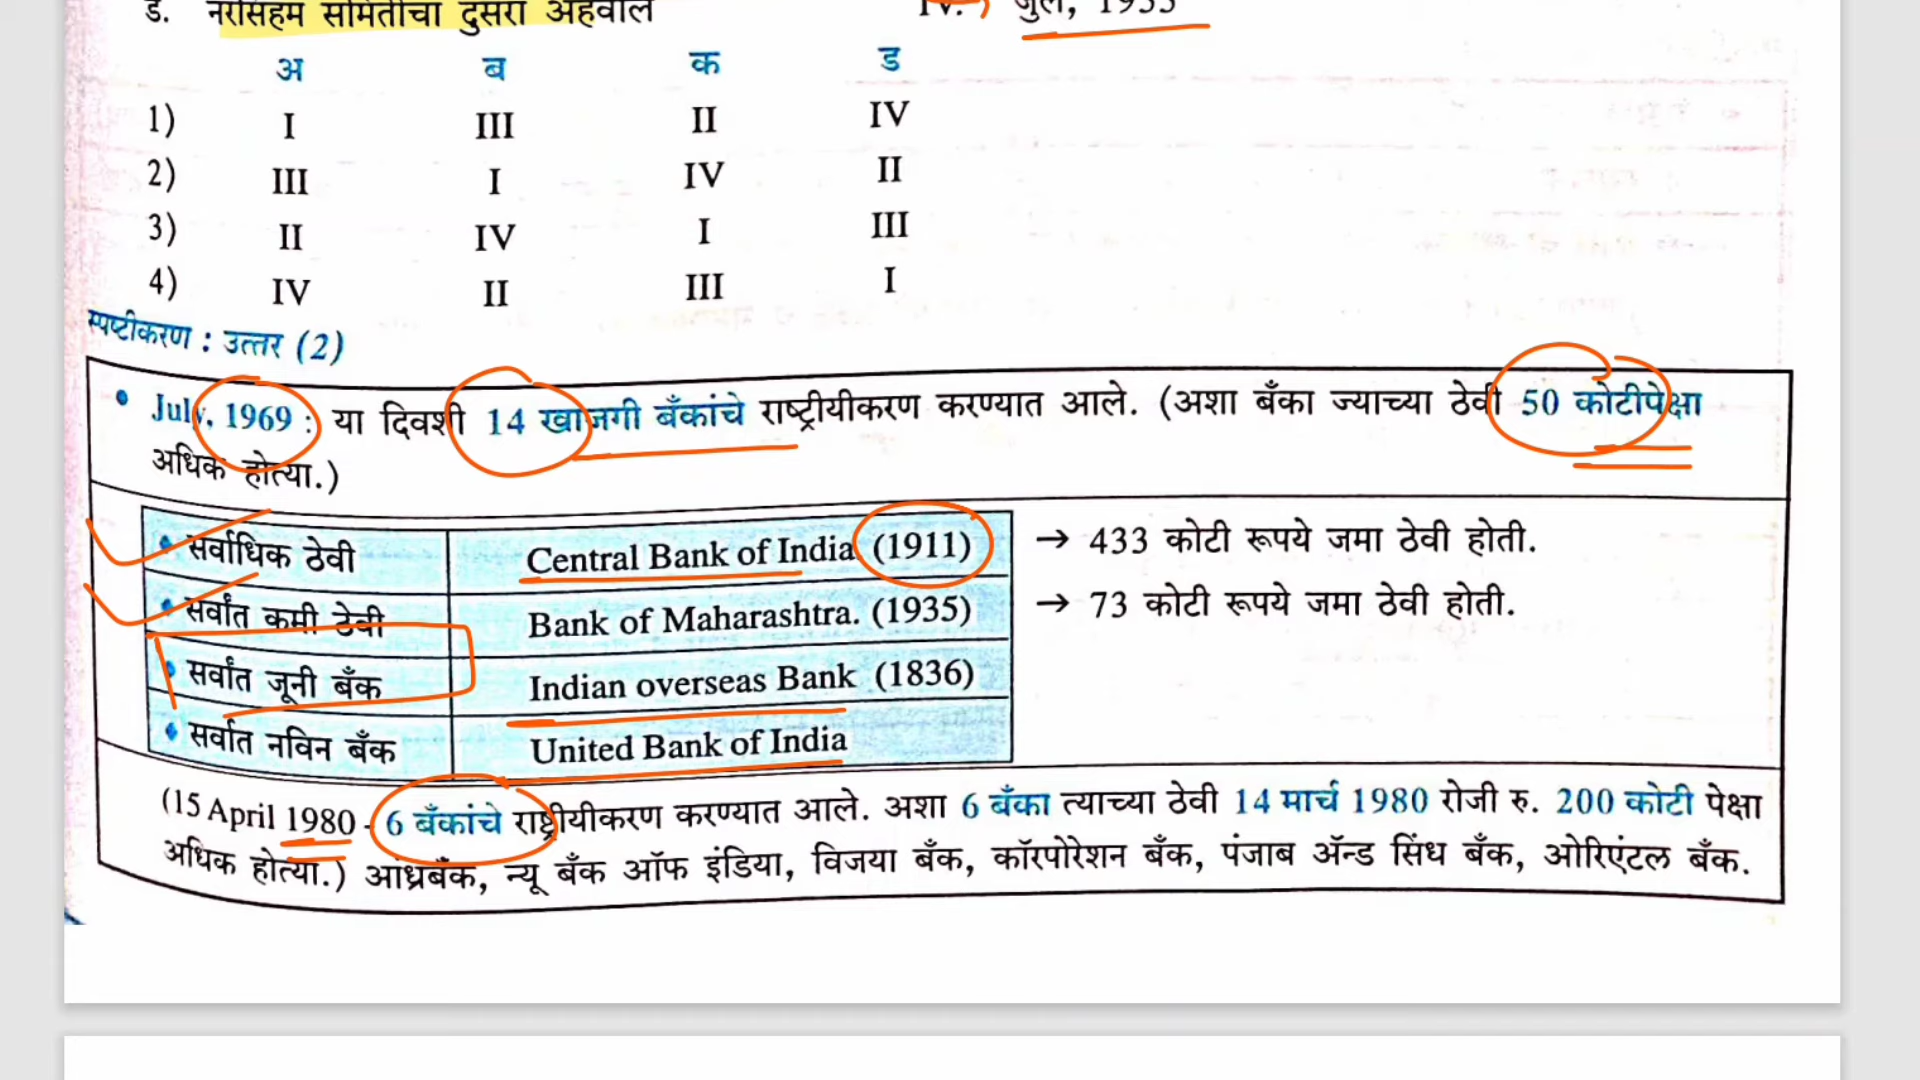 ड. नरसिंहम समितीचा दुसरा अहवाल IV. जुलै, 1955
अ ब क ड
1) I III II IV
2) III I IV II
3) II IV I III
4) IV II III I
स्पष्टीकरण : उत्तर (2)
• July, 1969 : या दिवशी 14 खाजगी बँकांचे राष्ट्रीयीकरण करण्यात आले. (अशा बँका ज्याच्या ठेवी 50 कोटीपेक्षा
अधिक होत्या.)
• सर्वाधिक ठेवी Central Bank of India (1911) → 433 कोटी रूपये जमा ठेवी होती.
• सर्वांत कमी ठेवी Bank of Maharashtra. (1935) → 73 कोटी रूपये जमा ठेवी होती.
• सर्वांत जूनी बँक Indian overseas Bank (1836)
• सर्वात नविन बँक United Bank of India
(15 April 1980 - 6 बँकांचे राष्ट्रीयीकरण करण्यात आले. अशा 6 बँका त्याच्या ठेवी 14 मार्च 1980 रोजी रु. 200 कोटी पेक्षा
अधिक होत्या.) आंध्रबँक, न्यू बँक ऑफ इंडिया, विजया बँक, कॉरपोरेशन बँक, पंजाब ॲन्ड सिंध बँक, ओरिएंटल बँक.